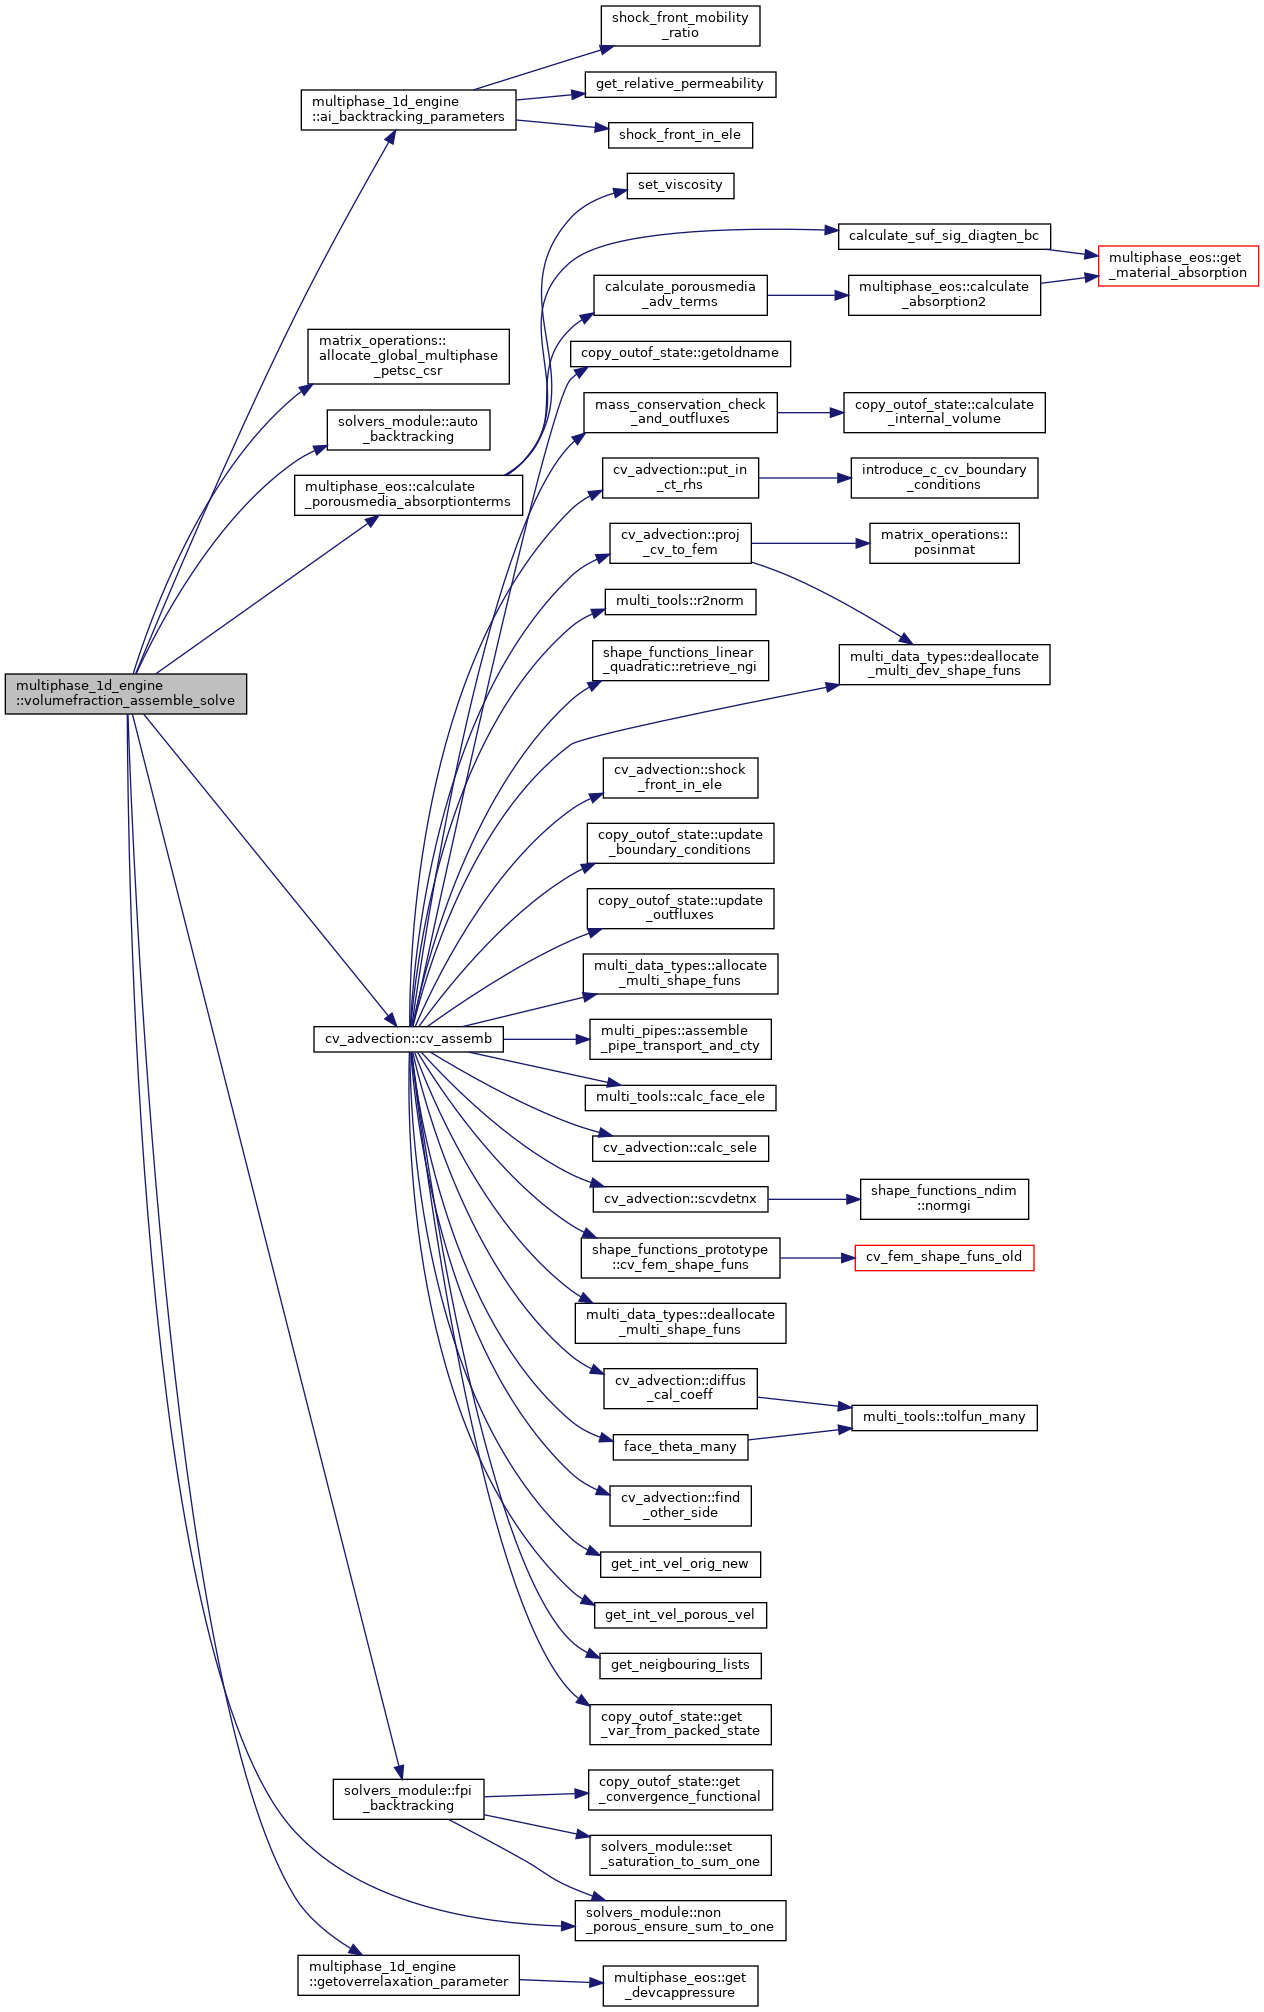 shock_front_mobility
_ratio
get_relative_permeability
multiphase_1d_engine
::ai_backtracking_parameters
shock_front_in_ele
set_viscosity
calculate_suf_sig_diagten_bc
multiphase_eos::get
_material_absorption
calculate_porousmedia
_adv_terms
multiphase_eos::calculate
_absorption2
matrix_operations::
allocate_global_multiphase
_petsc_csr
copy_outof_state::getoldname
mass_conservation_check
_and_outfluxes
copy_outof_state::calculate
_internal_volume
solvers_module::auto
_backtracking
multiphase_eos::calculate
_porousmedia_absorptionterms
cv_advection::put_in
_ct_rhs
introduce_c_cv_boundary
_conditions
cv_advection::proj
_cv_to_fem
matrix_operations::
posinmat
multi_tools::r2norm
shape_functions_linear
_quadratic::retrieve_ngi
multi_data_types::deallocate
_multi_dev_shape_funs
multiphase_1d_engine
::volumefraction_assemble_solve
cv_advection::shock
_front_in_ele
copy_outof_state::update
_boundary_conditions
copy_outof_state::update
_outfluxes
multi_data_types::allocate
_multi_shape_funs
cv_advection::cv_assemb
multi_pipes::assemble
_pipe_transport_and_cty
multi_tools::calc_face_ele
cv_advection::calc_sele
cv_advection::scvdetnx
shape_functions_ndim
::normgi
shape_functions_prototype
::cv_fem_shape_funs
cv_fem_shape_funs_old
multi_data_types::deallocate
_multi_shape_funs
cv_advection::diffus
_cal_coeff
multi_tools::tolfun_many
face_theta_many
cv_advection::find
_other_side
get_int_vel_orig_new
get_int_vel_porous_vel
get_neigbouring_lists
copy_outof_state::get
_var_from_packed_state
solvers_module::fpi
_backtracking
copy_outof_state::get
_convergence_functional
solvers_module::set
_saturation_to_sum_one
solvers_module::non
_porous_ensure_sum_to_one
multiphase_1d_engine
::getoverrelaxation_parameter
multiphase_eos::get
_devcappressure